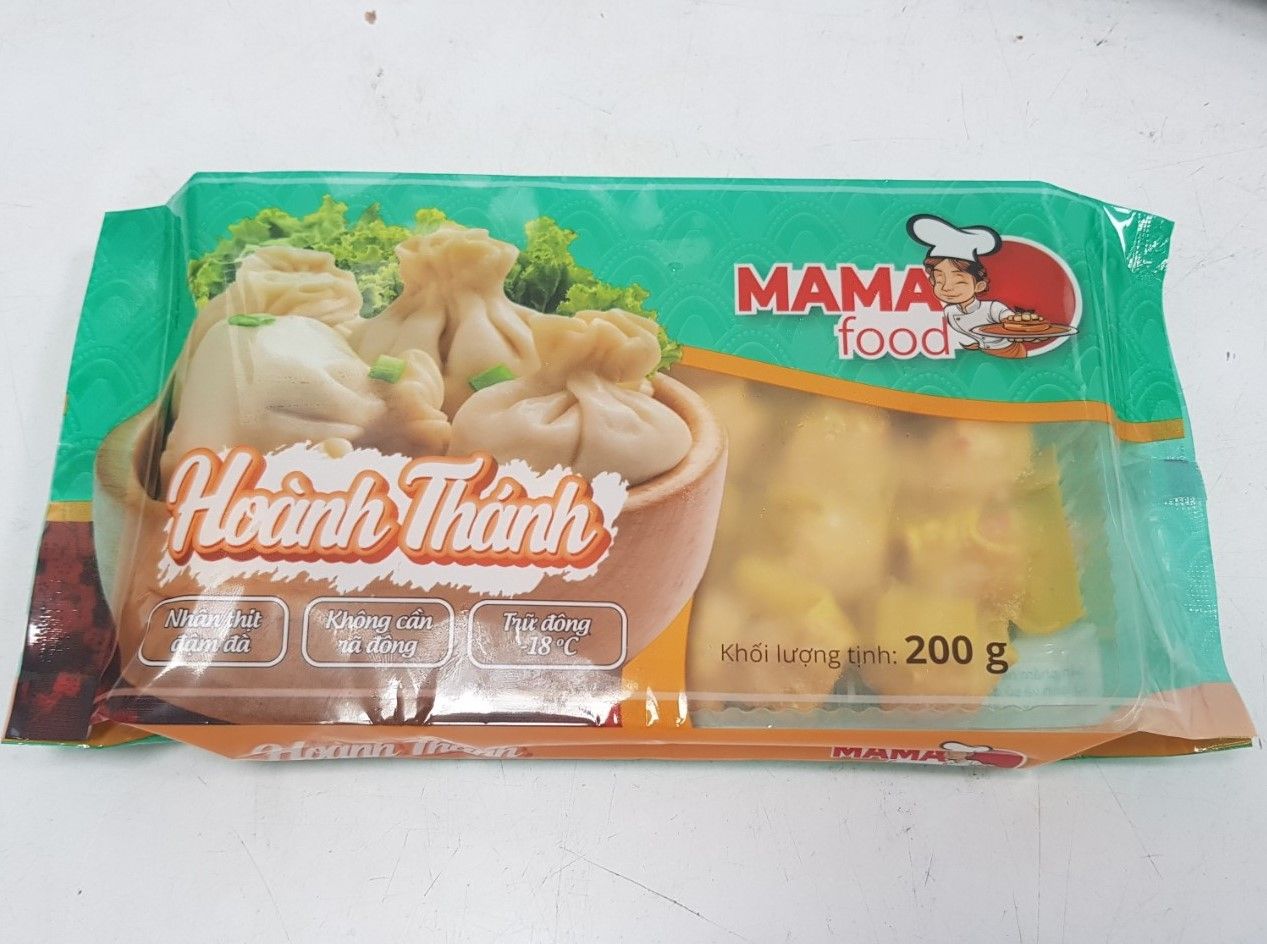 MAMA
food
Hoành Thánh
Nhân thịt
đậm đà
Không cần
rã đông
Trữ đông
-18 °C
Khối lượng tịnh: 200 g
Hoành Thánh
MAMA